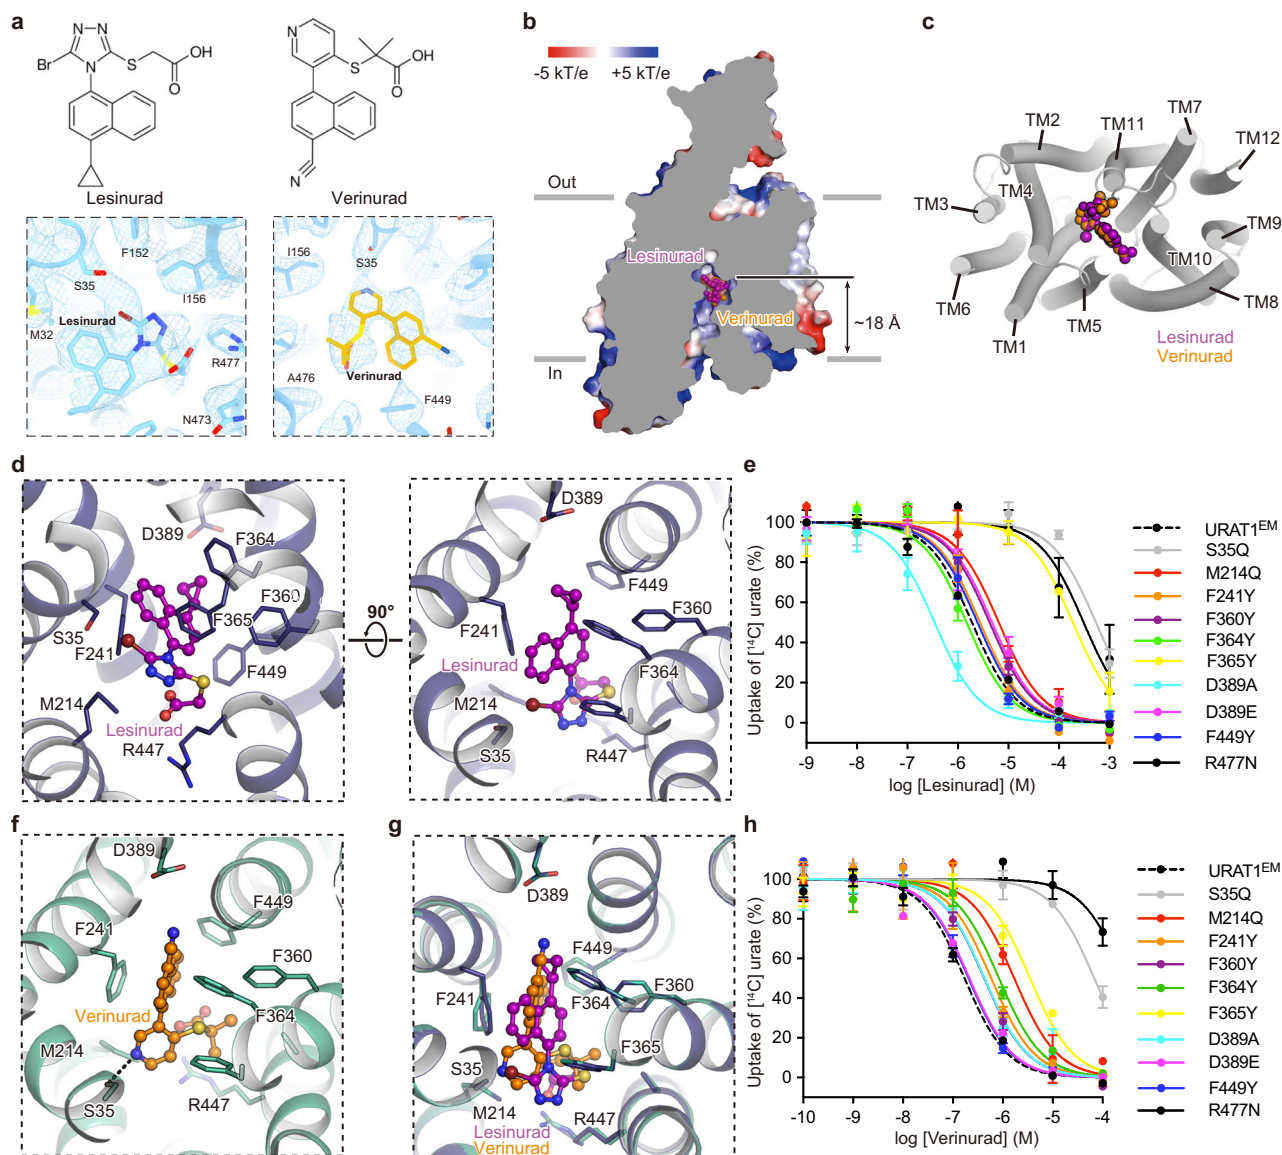 a
N N
Br
N
S
OH
O
Lesinurad
N
S
OH
O
N
Verinurad
F152
S35
I156
Lesinurad
M32
R477
N473
I156
S35
Verinurad
A476
F449
b
-5 kT/e
+5 kT/e
Out
Lesinurad
Verinurad
~18 Å
In
c
TM7
TM11
TM2
TM12
TM4
TM3
TM9
TM10
TM6
TM8
TM5
TM1
Lesinurad
Verinurad
d
D389
F364
F360
F365
S35
F241
F449
M214
Lesinurad
R447
90°
D389
F449
F360
F241
Lesinurad
F364
M214
S35
R447
e
Uptake of [¹⁴C] urate (%)
100
80
60
40
20
0
-9 -8 -7 -6 -5 -4 -3
log [Lesinurad] (M)
URAT1ᴱᴹ
S35Q
M214Q
F241Y
F360Y
F364Y
F365Y
D389A
D389E
F449Y
R477N
f
D389
F449
F241
F360
Verinurad
F364
M214
S35
R447
g
D389
F449
F241
F364
F360
F365
S35
M214
R447
Lesinurad
Verinurad
h
Uptake of [¹⁴C] urate (%)
100
80
60
40
20
0
-10 -9 -8 -7 -6 -5 -4
log [Verinurad] (M)
URAT1ᴱᴹ
S35Q
M214Q
F241Y
F360Y
F364Y
F365Y
D389A
D389E
F449Y
R477N